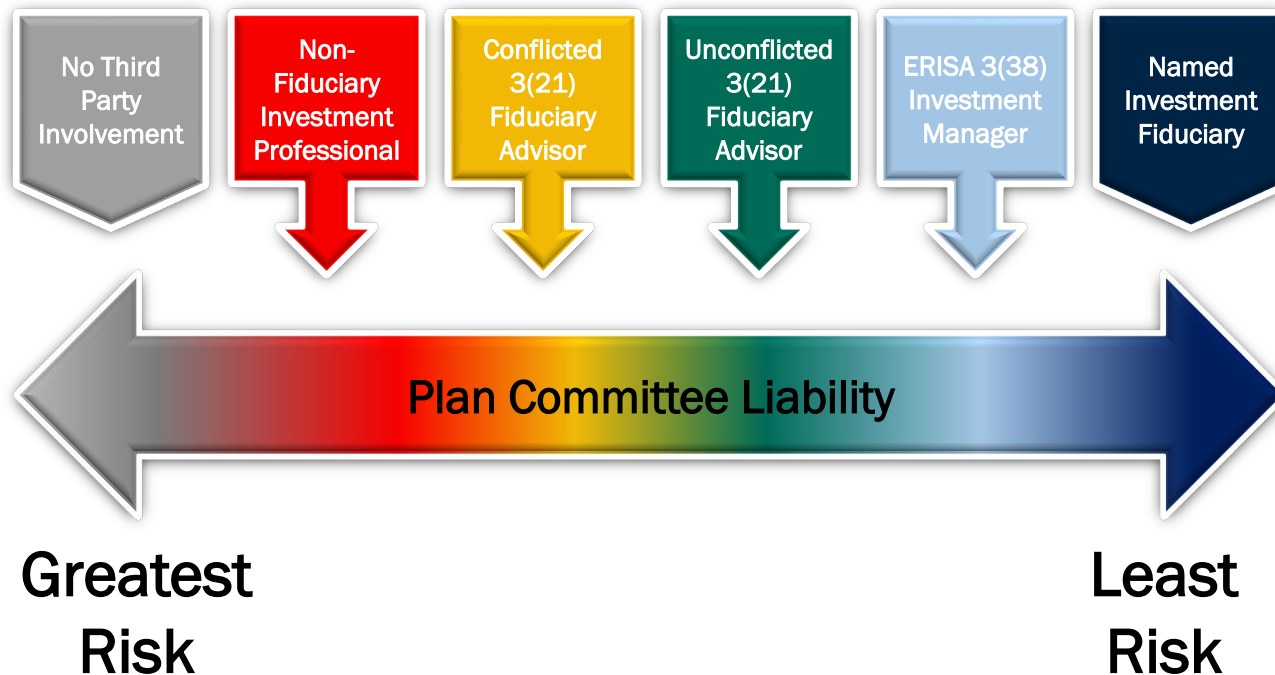 No Third
Party
Involvement
Non-
Fiduciary
Investment
Professional
Conflicted
3(21)
Fiduciary
Advisor
Unconflicted
3(21)
Fiduciary
Advisor
ERISA 3(38)
Investment
Manager
Named
Investment
Fiduciary
Plan Committee Liability
Greatest
Risk
Least
Risk